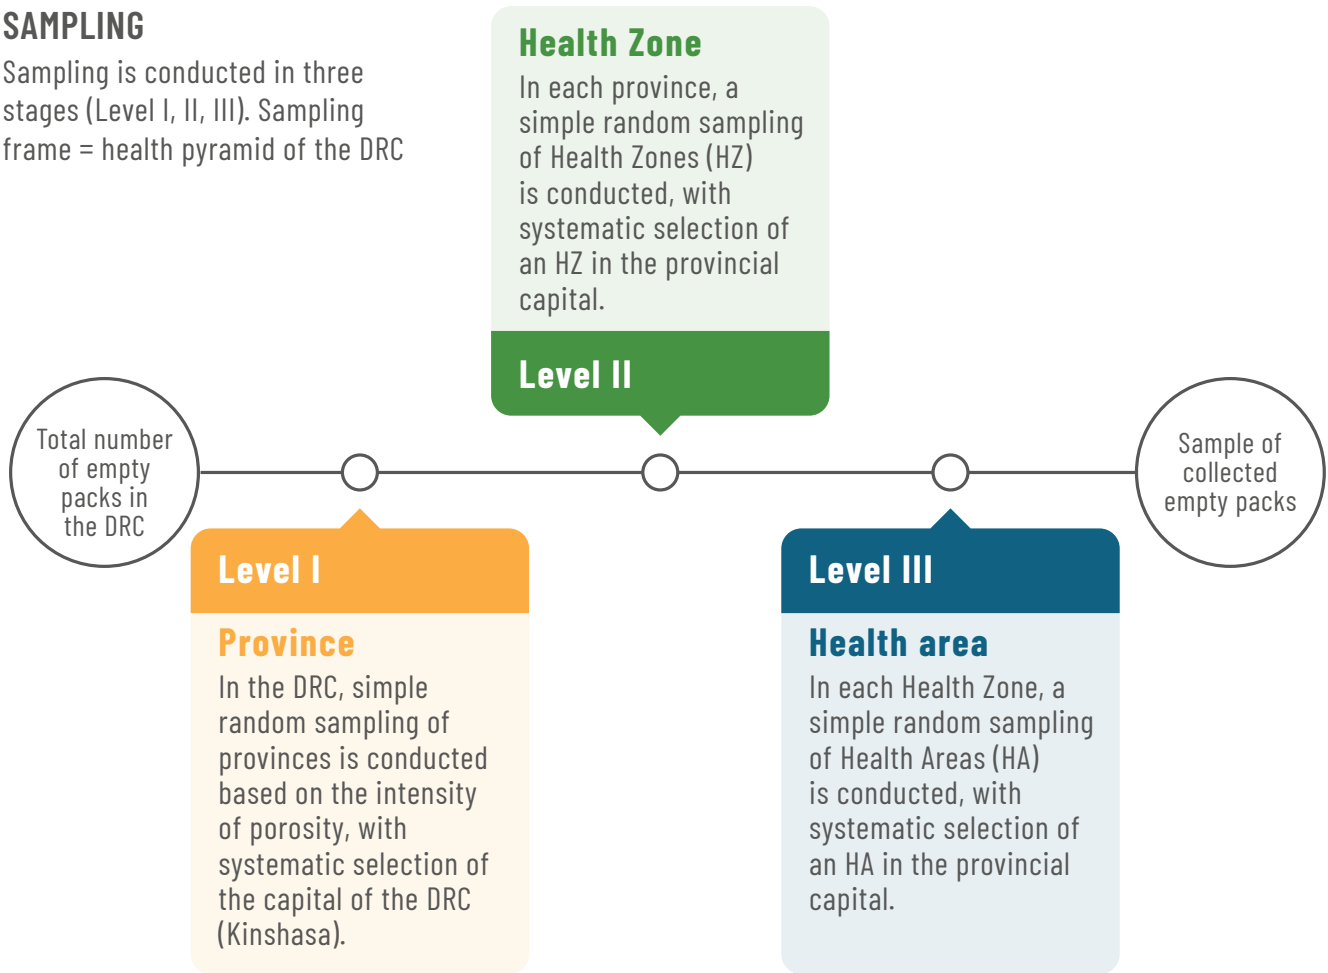 SAMPLING
Sampling is conducted in three
stages (Level I, II, III). Sampling
frame = health pyramid of the DRC
Total number
of empty
packs in
the DRC
Level I
Province
In the DRC, simple
random sampling of
provinces is conducted
based on the intensity
of porosity, with
systematic selection of
the capital of the DRC
(Kinshasa).
Health Zone
In each province, a
simple random sampling
of Health Zones (HZ)
is conducted, with
systematic selection of
an HZ in the provincial
capital.
Level II
Level III
Health area
In each Health Zone, a
simple random sampling
of Health Areas (HA)
is conducted, with
systematic selection of
an HA in the provincial
capital.
Sample of
collected
empty packs